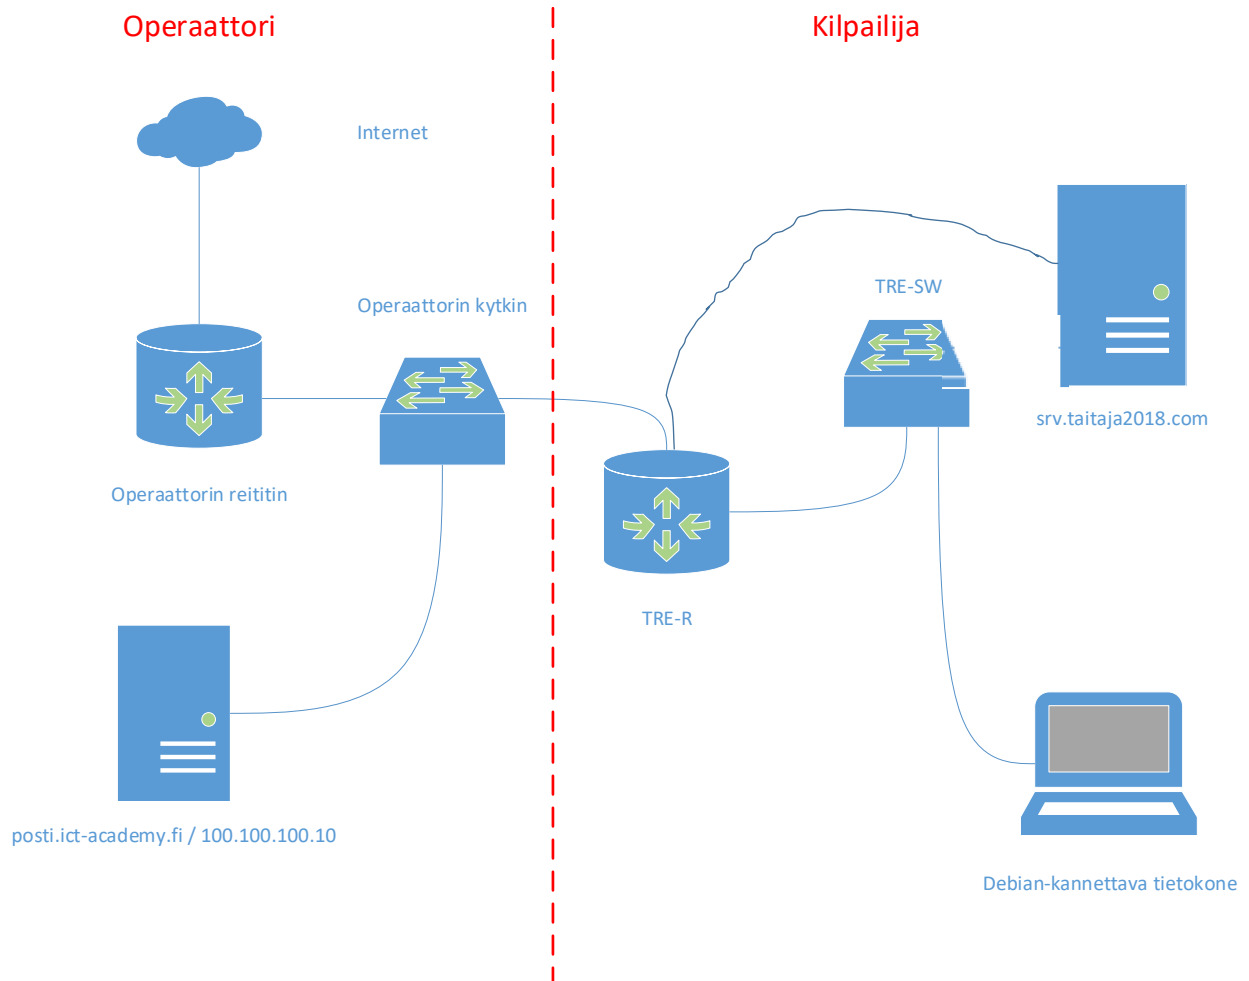 Operaattori
Kilpailija
Internet
TRE-SW
Operaattorin kytkin
srv.taitaja2018.com
Operaattorin reititin
TRE-R
posti.ict-academy.fi / 100.100.100.10
Debian-kannettava tietokone